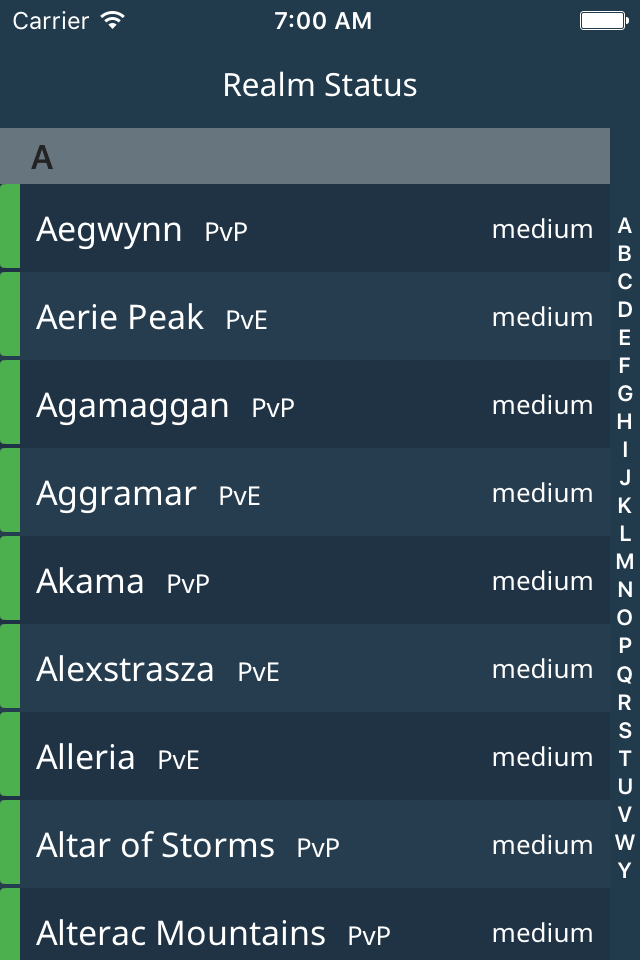 Carrier 7:00 AM
Realm Status
A
Aegwynn PvP medium
Aerie Peak PvE medium
Agamaggan PvP medium
Aggramar PvE medium
Akama PvP medium
Alexstrasza PvE medium
Alleria PvE medium
Altar of Storms PvP medium
Alterac Mountains PvP medium
A
B
C
D
E
F
G
H
I
J
K
L
M
N
O
P
Q
R
S
T
U
V
W
Y